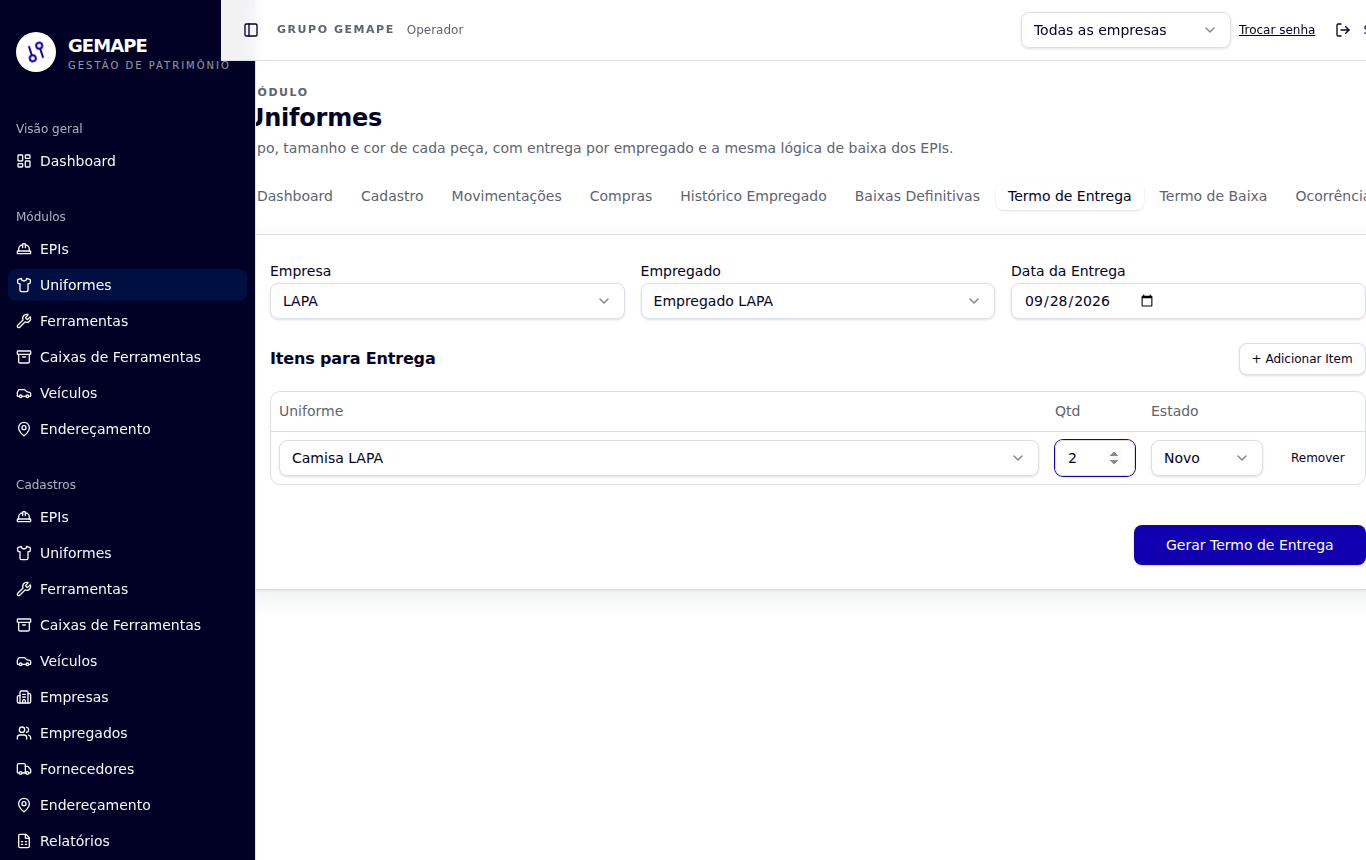 GEMAPE
GESTÃO DE PATRIMÔNIO
Visão geral
Dashboard
Módulos
EPIs
Uniformes
Ferramentas
Caixas de Ferramentas
Veículos
Endereçamento
Cadastros
EPIs
Uniformes
Ferramentas
Caixas de Ferramentas
Veículos
Empresas
Empregados
Fornecedores
Endereçamento
Relatórios
GRUPO GEMAPE Operador
Todas as empresas
Trocar senha
ÓDULO
Uniformes
po, tamanho e cor de cada peça, com entrega por empregado e a mesma lógica de baixa dos EPIs.
Dashboard Cadastro Movimentações Compras Histórico Empregado Baixas Definitivas Termo de Entrega Termo de Baixa Ocorrência
Empresa Empregado Data da Entrega
LAPA Empregado LAPA 09/28/2026
Itens para Entrega + Adicionar Item
Uniforme Qtd Estado
Camisa LAPA 2 Novo Remover
Gerar Termo de Entrega